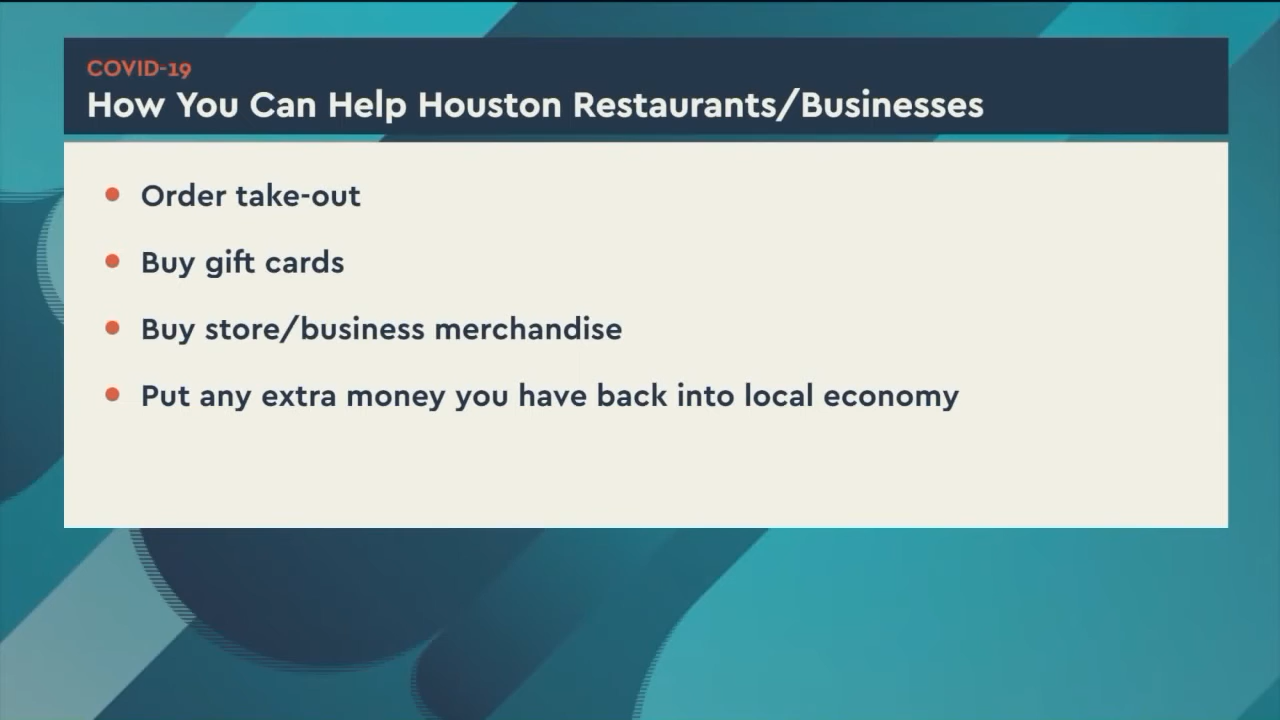 COVID-19
How You Can Help Houston Restaurants/Businesses
• Order take-out
• Buy gift cards
• Buy store/business merchandise
• Put any extra money you have back into local economy